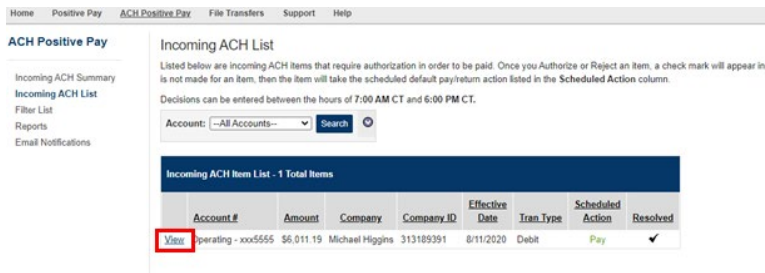 Home Positive Pay ACH Positive Pay File Transfers Support Help
ACH Positive Pay
Incoming ACH Summary
Incoming ACH List
Filter List
Reports
Email Notifications
Incoming ACH List
Listed below are incoming ACH items that require authorization in order to be paid. Once you Authorize or Reject an item, a check mark will appear in
is not made for an item, then the item will take the scheduled default pay/return action listed in the Scheduled Action column.
Decisions can be entered between the hours of 7:00 AM CT and 6:00 PM CT.
Account: --All Accounts-- Search
Incoming ACH Item List - 1 Total Items
Account # Amount Company Company ID Effective Date Tran Type Scheduled Action Resolved
View Operating - xxx5555 $6,011.19 Michael Higgins 313189391 8/11/2020 Debit Pay ✔